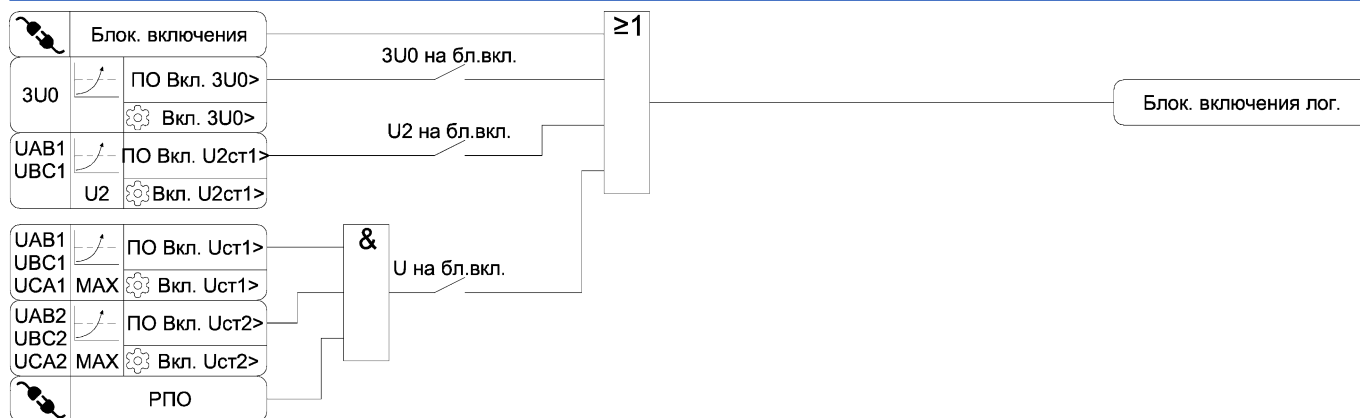 Блок. включения
≥1
3U0 на бл.вкл.
3U0
ПО Вкл. 3U0>
Вкл. 3U0>
Блок. включения лог.
U2 на бл.вкл.
UAB1
UBC1
ПО Вкл. U2ст1>
U2
Вкл. U2ст1>
&
UAB1
UBC1
UCA1
ПО Вкл. Uст1>
MAX
Вкл. Uст1>
U на бл.вкл.
UAB2
UBC2
UCA2
ПО Вкл. Uст2>
MAX
Вкл. Uст2>
РПО